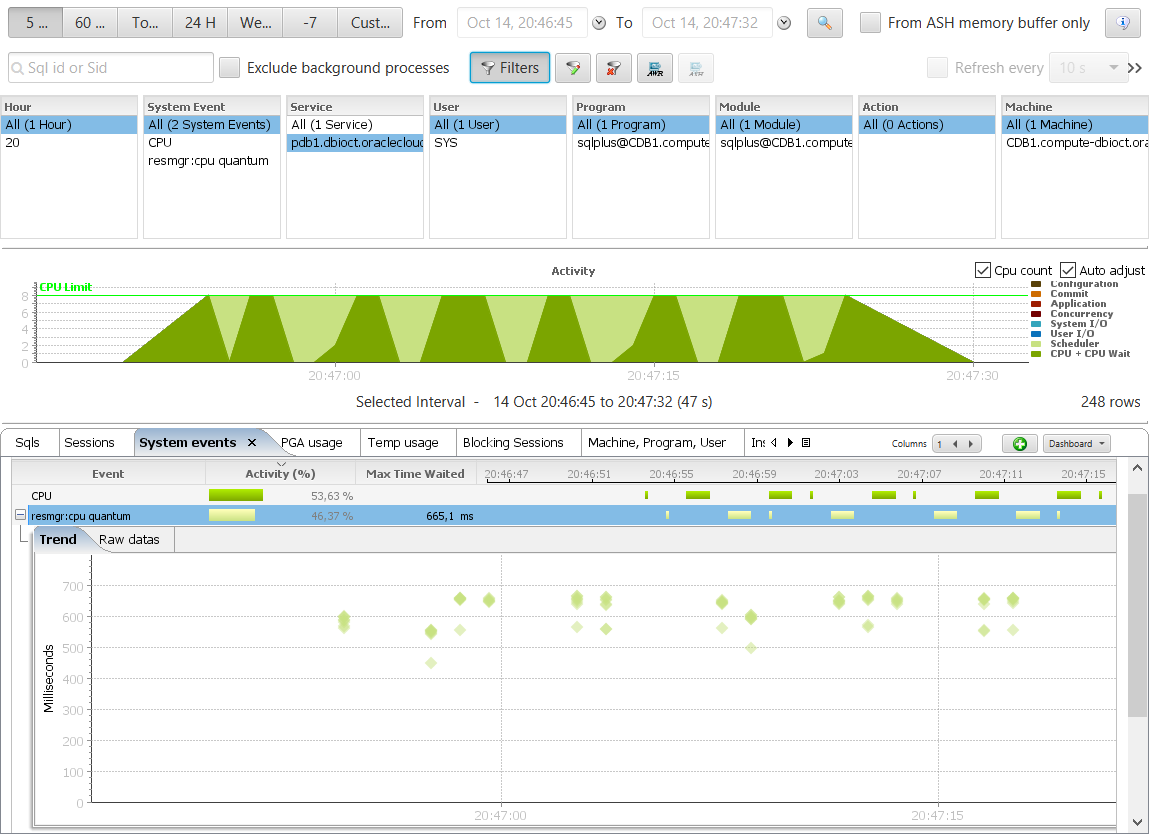 5 ... 60 ... To... 24 H We... -7 Cust... From Oct 14, 20:46:45 To Oct 14, 20:47:32 From ASH memory buffer only
Sql id or Sid Exclude background processes Filters AWR Refresh every 10 s
Hour System Event Service User Program Module Action Machine
All (1 Hour) All (2 System Events) All (1 Service) All (1 User) All (1 Program) All (1 Module) All (0 Actions) All (1 Machine)
20 CPU pdb1.dbioct.oraclecloud SYS sqlplus@CDB1.compute sqlplus@CDB1.compute CDB1.compute-dbioct.ora
resmgr:cpu quantum
Activity Cpu count Auto adjust
CPU Limit
Configuration
Commit
Application
Concurrency
System I/O
User I/O
Scheduler
CPU + CPU Wait
8
6
4
2
0
20:47:00 20:47:15 20:47:30
Selected Interval - 14 Oct 20:46:45 to 20:47:32 (47 s) 248 rows
Sqls Sessions System events PGA usage Temp usage Blocking Sessions Machine, Program, User Ins Columns 1 Dashboard
Event Activity (%) Max Time Waited 20:46:47 20:46:51 20:46:55 20:46:59 20:47:03 20:47:07 20:47:11 20:47:15
CPU 53,63 %
resmgr:cpu quantum 46,37 % 665,1 ms
Trend Raw datas
700
600
500
400
300
200
100
0
Milliseconds
20:47:00 20:47:15